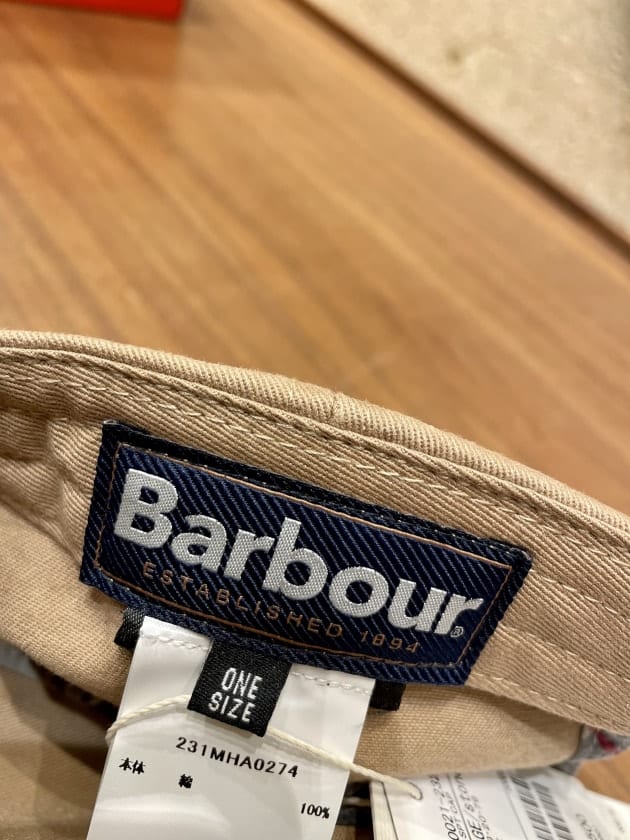 Barbour®
ESTABLISHED 1894
ONE
SIZE
231MHA0274
本体 綿 100%